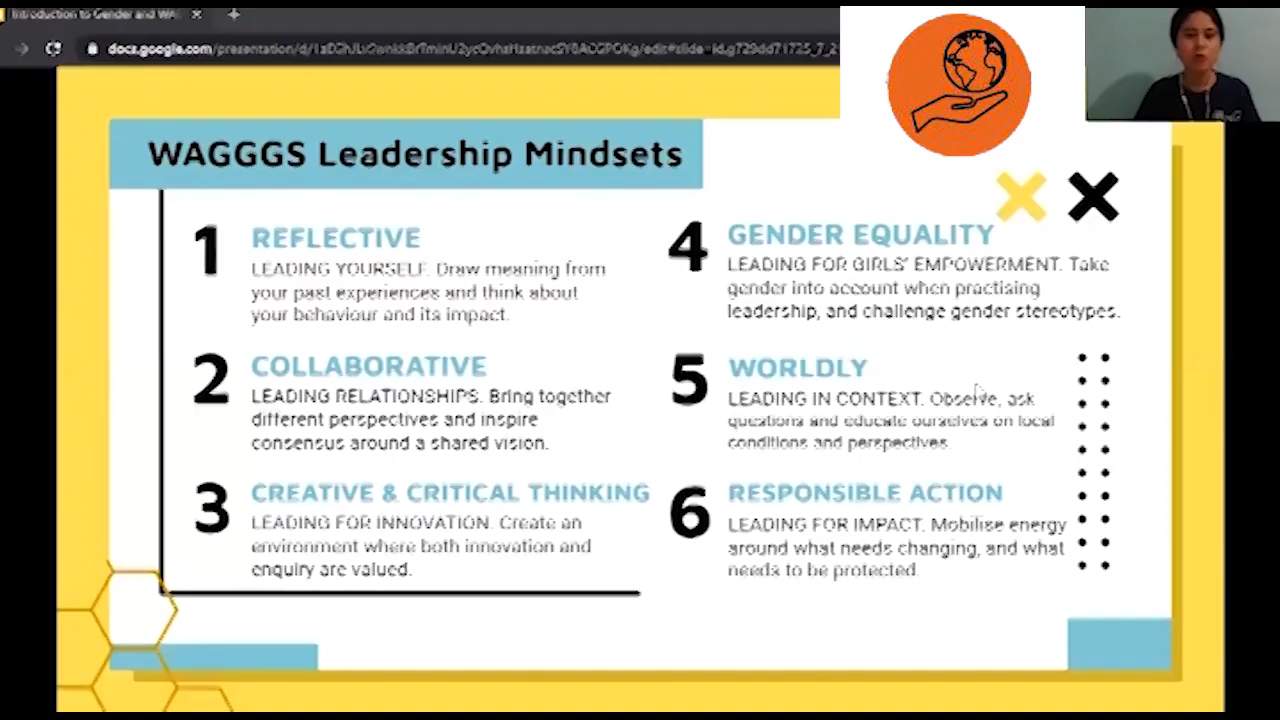 Introduction to Gender and WA
docs.google.com/presentation/d/
WAGGGS Leadership Mindsets
1 REFLECTIVE
LEADING YOURSELF. Draw meaning from
your past experiences and think about
your behaviour and its impact.
2 COLLABORATIVE
LEADING RELATIONSHIPS. Bring together
different perspectives and inspire
consensus around a shared vision.
3 CREATIVE & CRITICAL THINKING
LEADING FOR INNOVATION. Create an
environment where both innovation and
enquiry are valued.
4 GENDER EQUALITY
LEADING FOR GIRLS' EMPOWERMENT. Take
gender into account when practising
leadership, and challenge gender stereotypes.
5 WORLDLY
LEADING IN CONTEXT. Observe, ask
questions and educate ourselves on local
conditions and perspectives.
6 RESPONSIBLE ACTION
LEADING FOR IMPACT. Mobilise energy
around what needs changing, and what
needs to be protected.